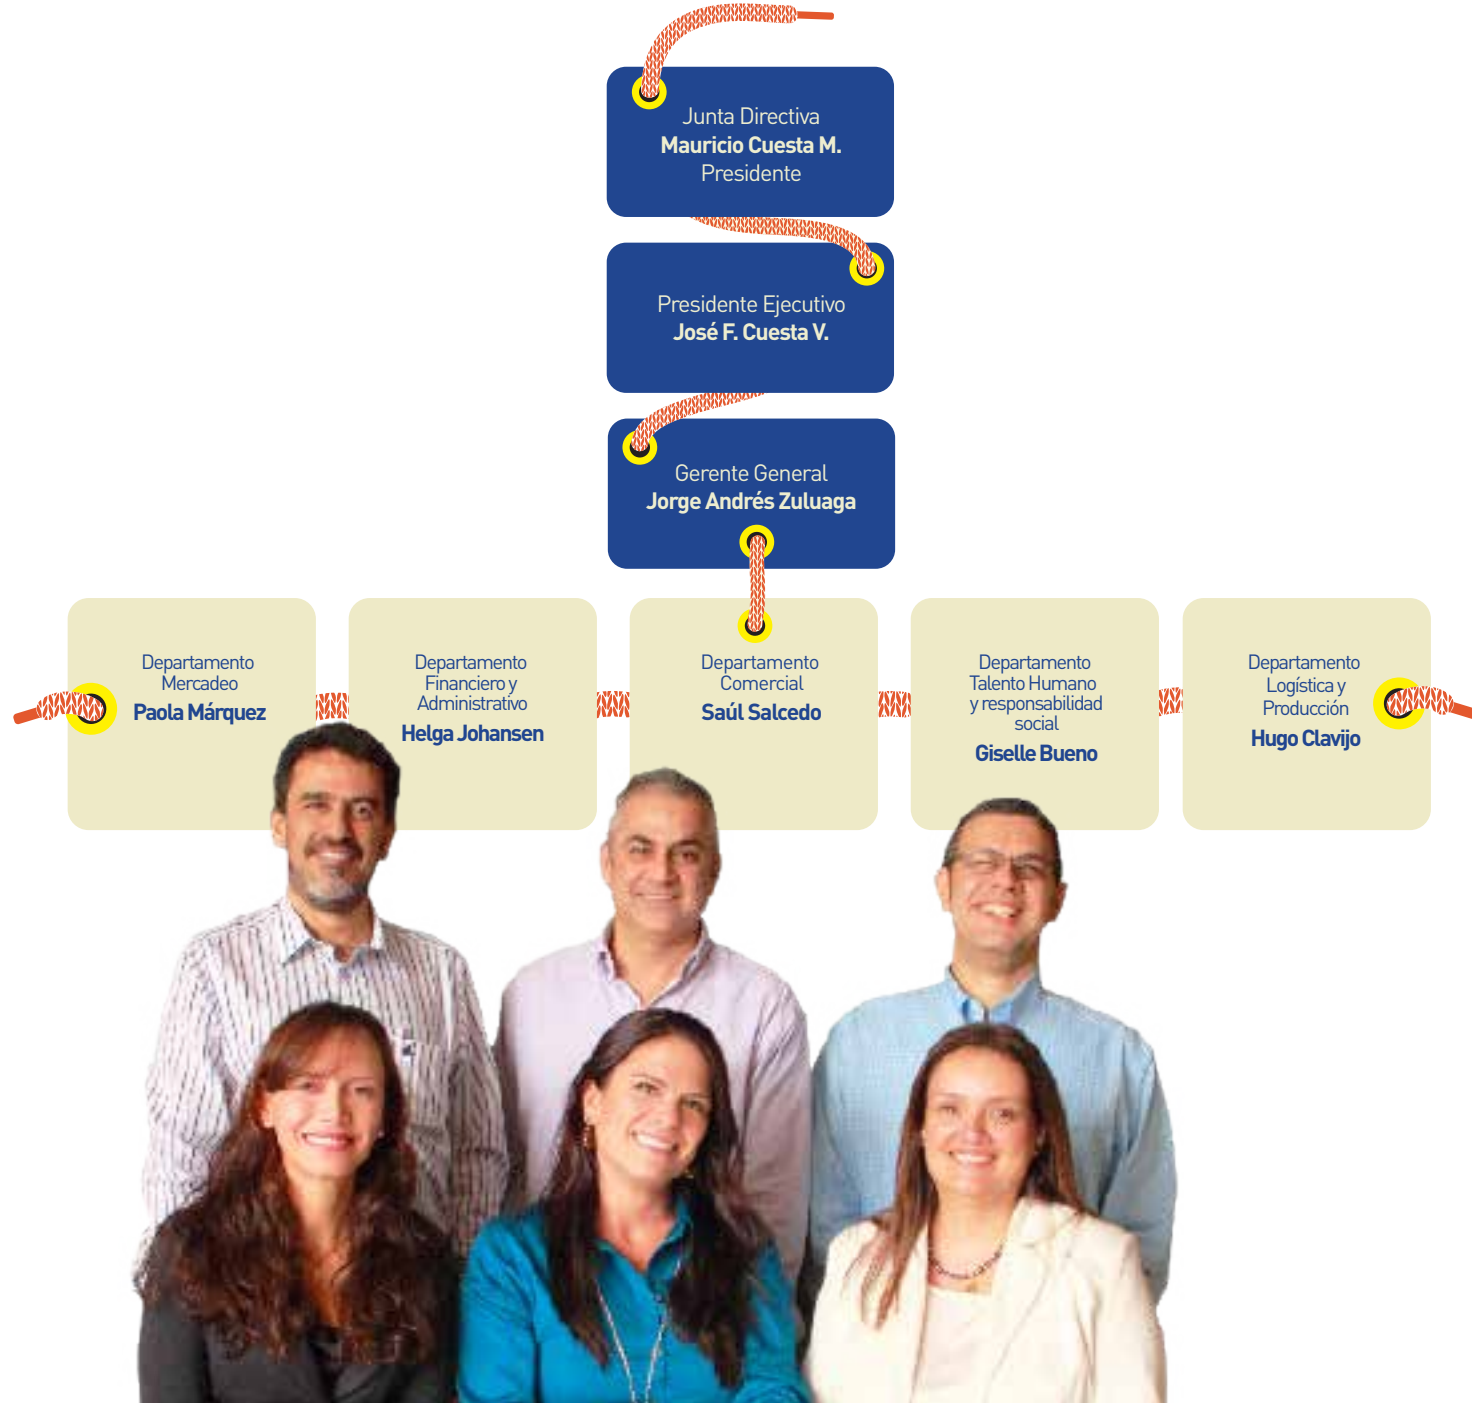 Junta Directiva
Mauricio Cuesta M.
Presidente
Presidente Ejecutivo
José F. Cuesta V.
Gerente General
Jorge Andrés Zuluaga
Departamento
Mercadeo
Paola Márquez
Departamento
Financiero y
Administrativo
Helga Johansen
Departamento
Comercial
Saúl Salcedo
Departamento
Talento Humano
y responsabilidad
social
Giselle Bueno
Departamento
Logística y
Producción
Hugo Clavijo